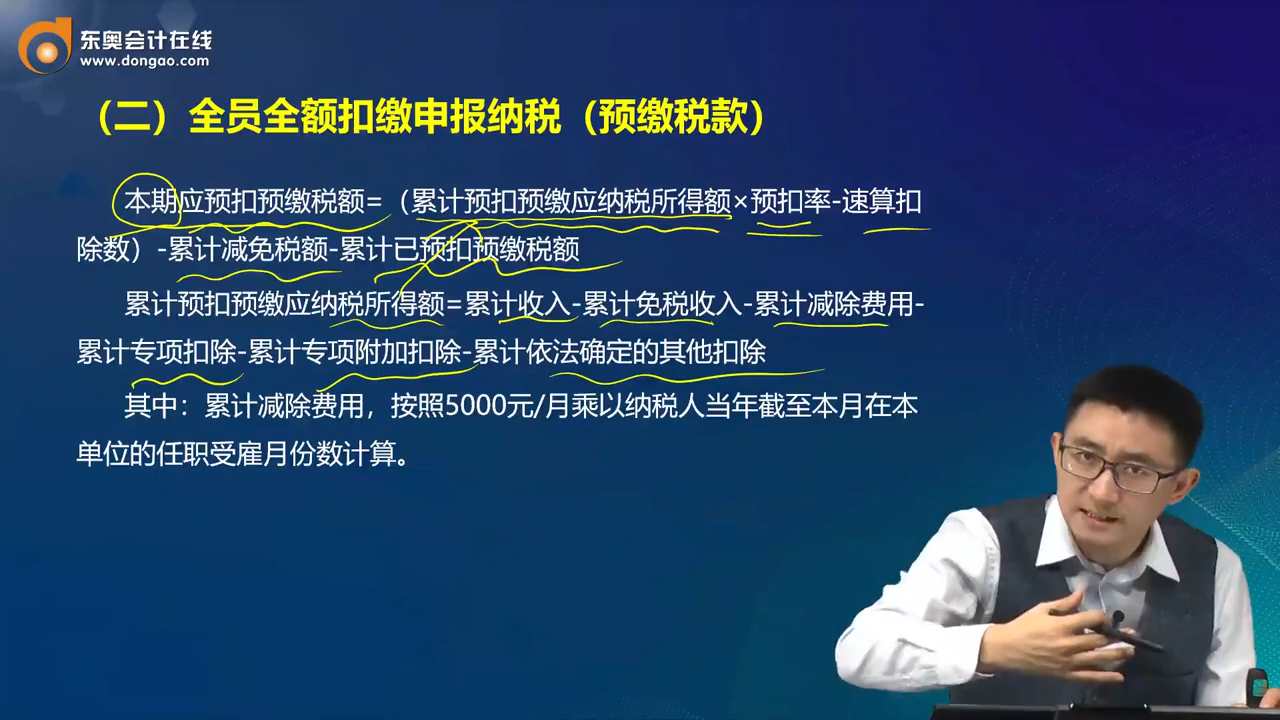 东奥会计在线
www.dongao.com
（二）全员全额扣缴申报纳税（预缴税款）
本期应预扣预缴税额=（累计预扣预缴应纳税所得额×预扣率-速算扣
除数）-累计减免税额-累计已预扣预缴税额
累计预扣预缴应纳税所得额=累计收入-累计免税收入-累计减除费用-
累计专项扣除-累计专项附加扣除-累计依法确定的其他扣除
其中：累计减除费用，按照5000元/月乘以纳税人当年截至本月在本
单位的任职受雇月份数计算。